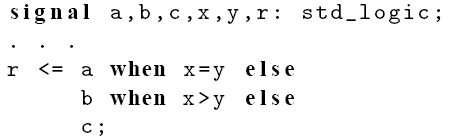 signal a,b,c,x,y,r: std_logic;
. . .
r <= a when x=y else
b when x>y else
c;